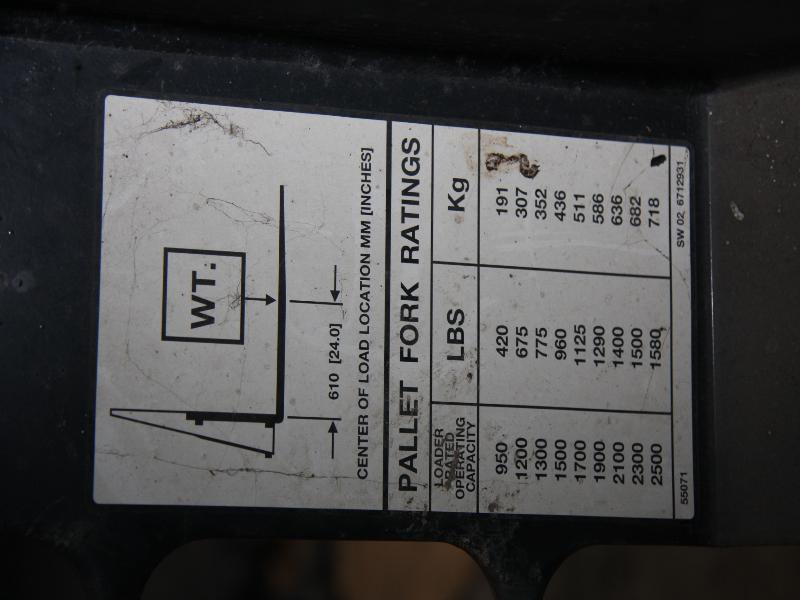 WT.
610 [24.0]
CENTER OF LOAD LOCATION MM [INCHES]
PALLET FORK RATINGS
LOADER
RATED
OPERATING
CAPACITY
LBS
Kg
950 420 191
1200 675 307
1300 775 352
1500 960 436
1700 1125 511
1900 1290 586
2100 1400 636
2300 1500 682
2500 1580 718
55071
SW 02 6712931